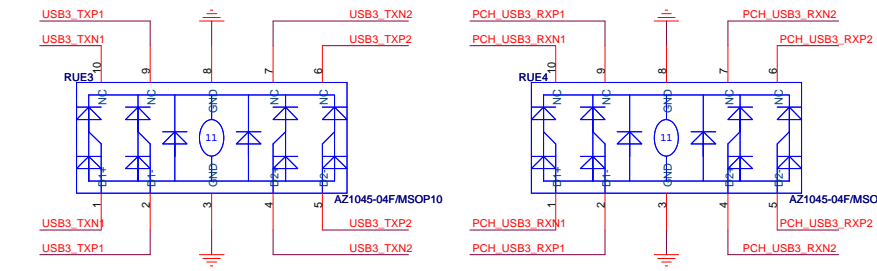 USB3_TXP1 USB3_TXN2 PCH_USB3_RXP1 PCH_USB3_RXN2
USB3_TXN1 USB3_TXP2 PCH_USB3_RXN1 PCH_USB3_RXP2
10 9 8 7 6 10 9 8 7 6
RUE3 RUE4
NC NC GND NC NC NC NC GND NC NC
11 11
D1+ D1- GND D2+ D2- D1+ D1- GND D2+ D2-
AZ1045-04F/MSOP10 AZ1045-04F/MSO
1 2 3 4 5 1 2 3 4 5
USB3_TXN1 USB3_TXP2 PCH_USB3_RXN1 PCH_USB3_RXP2
USB3_TXP1 USB3_TXN2 PCH_USB3_RXP1 PCH_USB3_RXN2